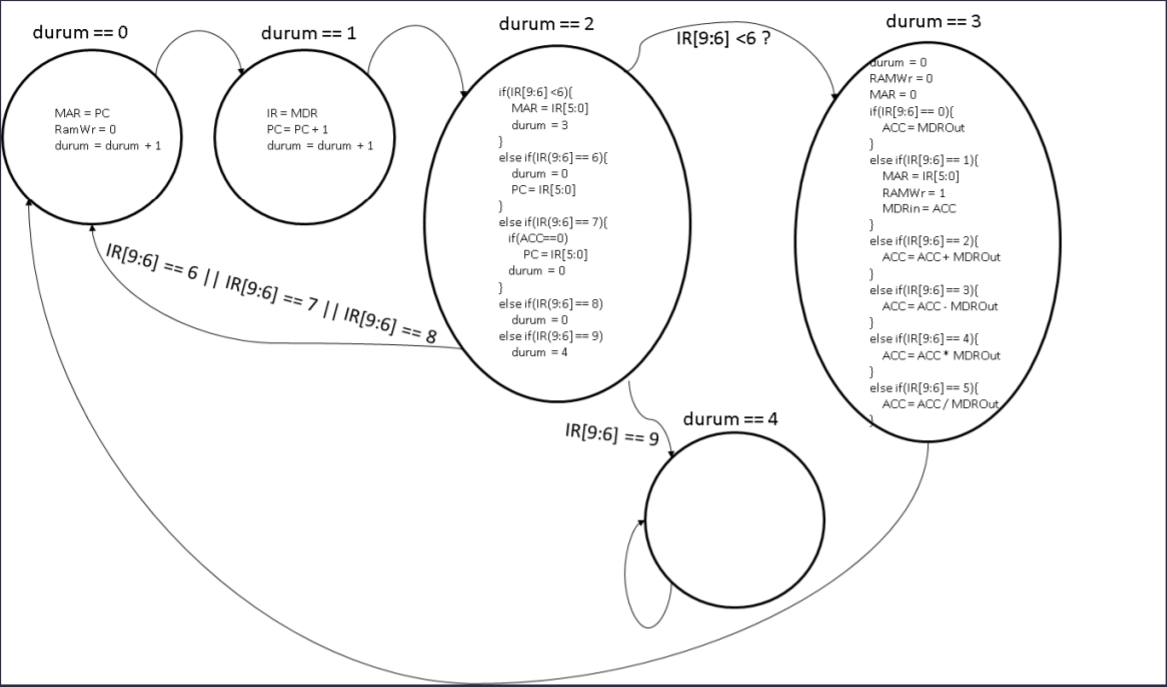 durum == 0
MAR = PC
RamWr = 0
durum = durum + 1
durum == 1
IR = MDR
PC = PC + 1
durum = durum + 1
durum == 2
if(IR[9:6] <6){
MAR = IR[5:0]
durum = 3
}
else if(IR(9:6] == 6){
durum = 0
PC = IR[5:0]
}
else if(IR(9:6] == 7){
if(ACC==0)
PC = IR[5:0]
durum = 0
}
else if(IR(9:6] == 8)
durum = 0
else if(IR(9:6] == 9)
durum = 4
IR[9:6] <6 ?
durum == 3
durum = 0
RAMWr = 0
MAR = 0
if(IR[9:6] == 0){
ACC = MDROut
}
else if(IR[9:6] == 1){
MAR = IR[5:0]
RAMWr = 1
MDRin = ACC
}
else if(IR[9:6] == 2){
ACC = ACC + MDROut
}
else if(IR[9:6] == 3){
ACC = ACC - MDROut
}
else if(IR[9:6] == 4){
ACC = ACC * MDROut
}
else if(IR[9:6] == 5){
ACC = ACC / MDROut
}
IR[9:6] == 6 || IR[9:6] == 7 || IR[9:6] == 8
IR[9:6] == 9
durum == 4